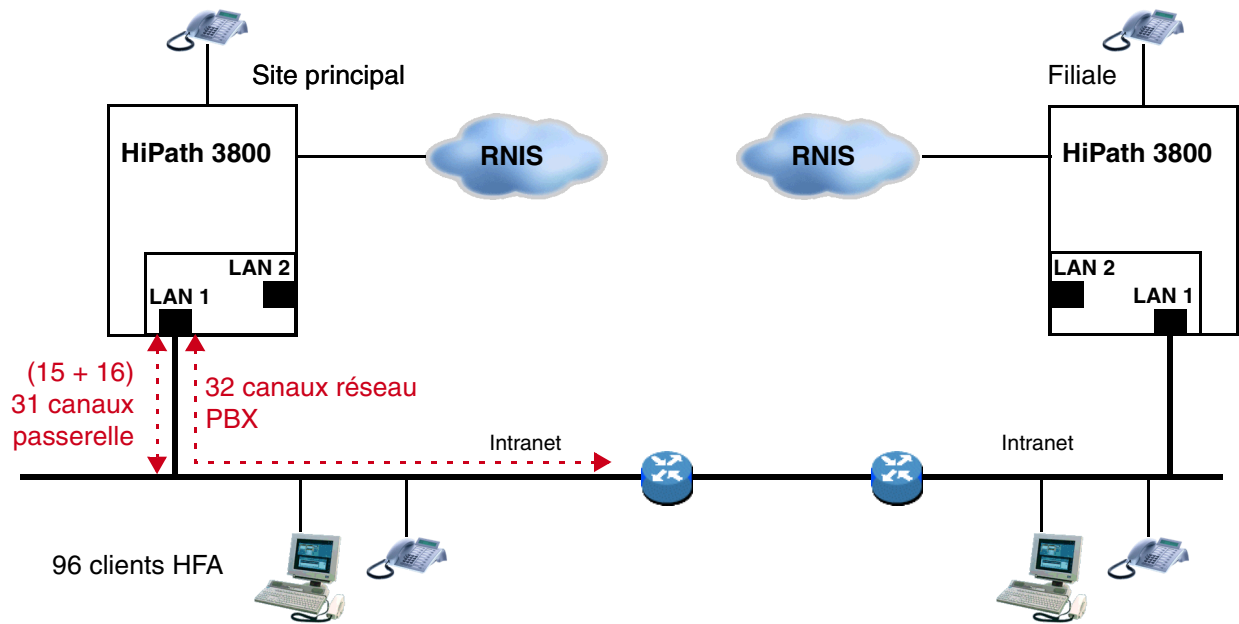 Site principal
Filiale
HiPath 3800
RNIS
RNIS
HiPath 3800
LAN 2
LAN 1
LAN 2
LAN 1
(15 + 16)
31 canaux
passerelle
32 canaux réseau
PBX
Intranet
Intranet
96 clients HFA